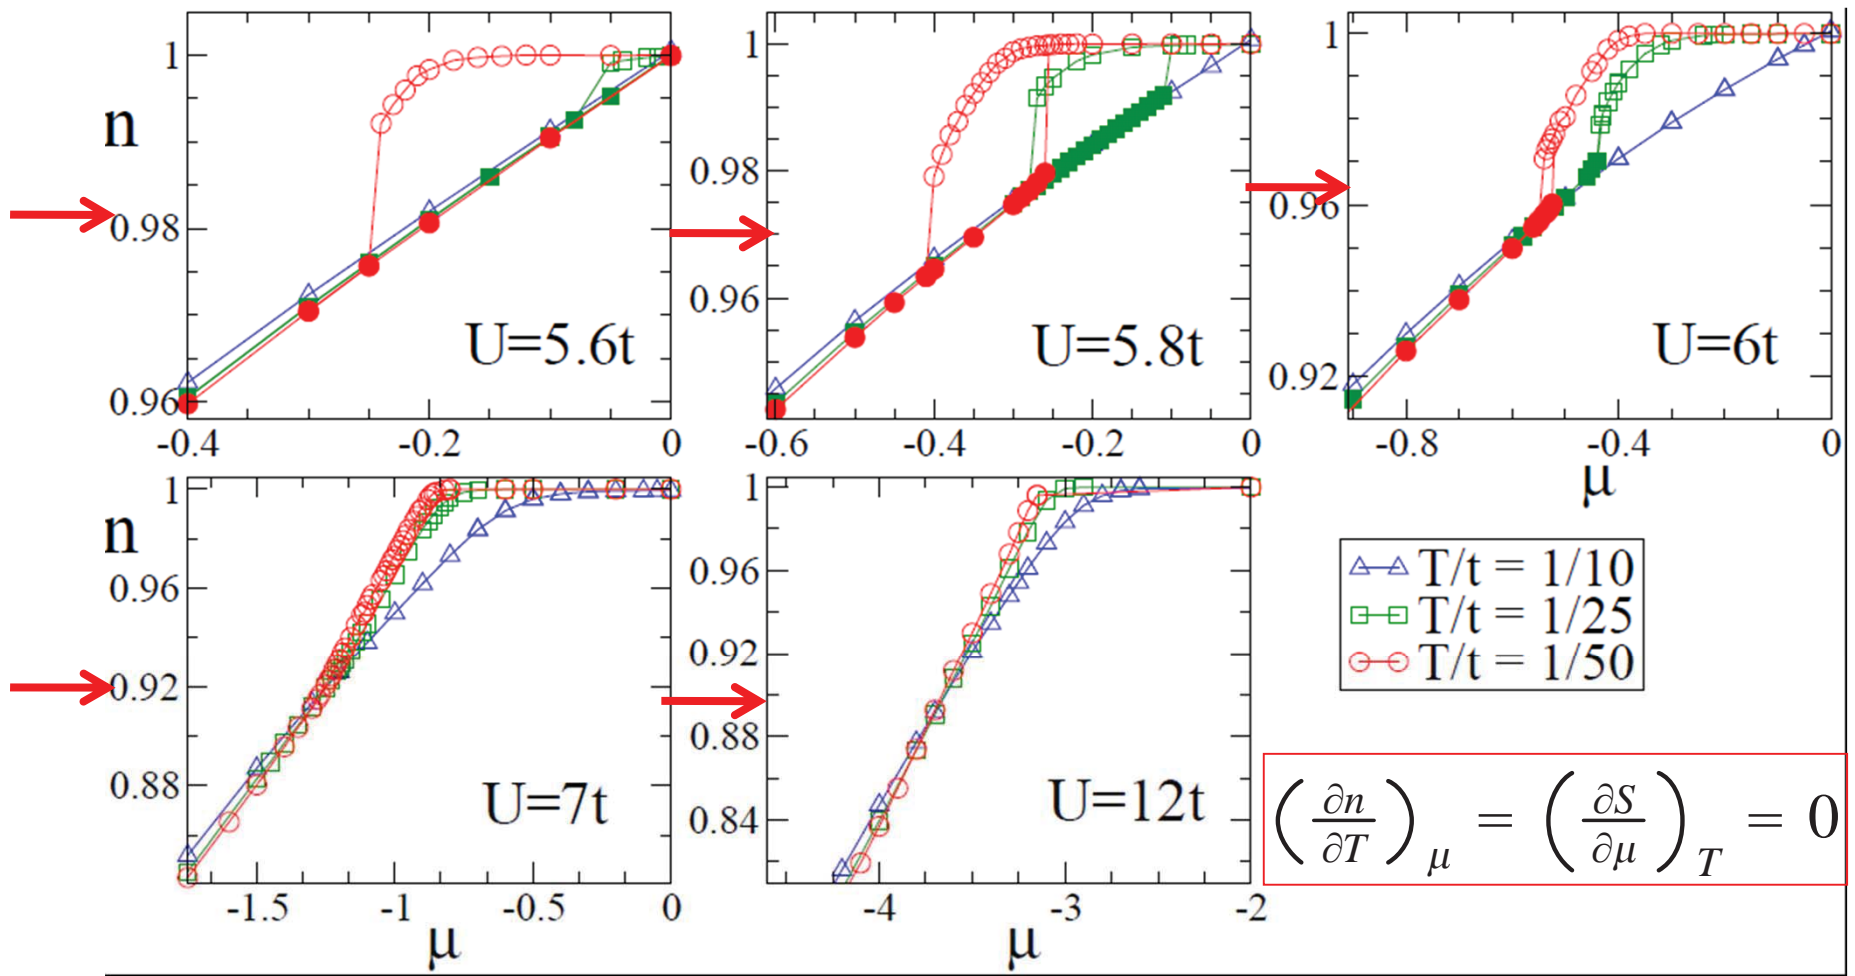 n
1
0.98
0.96
-0.4
-0.2
0
U=5.6t
1
0.98
0.96
-0.6
-0.4
-0.2
0
U=5.8t
1
0.96
0.92
-0.8
-0.4
0
μ
U=6t
n
1
0.96
0.92
0.88
-1.5
-1
-0.5
0
μ
U=7t
1
0.96
0.92
0.88
0.84
-4
-3
-2
μ
U=12t
T/t = 1/10
T/t = 1/25
T/t = 1/50
(∂n/∂T)_μ = (∂S/∂μ)_T = 0